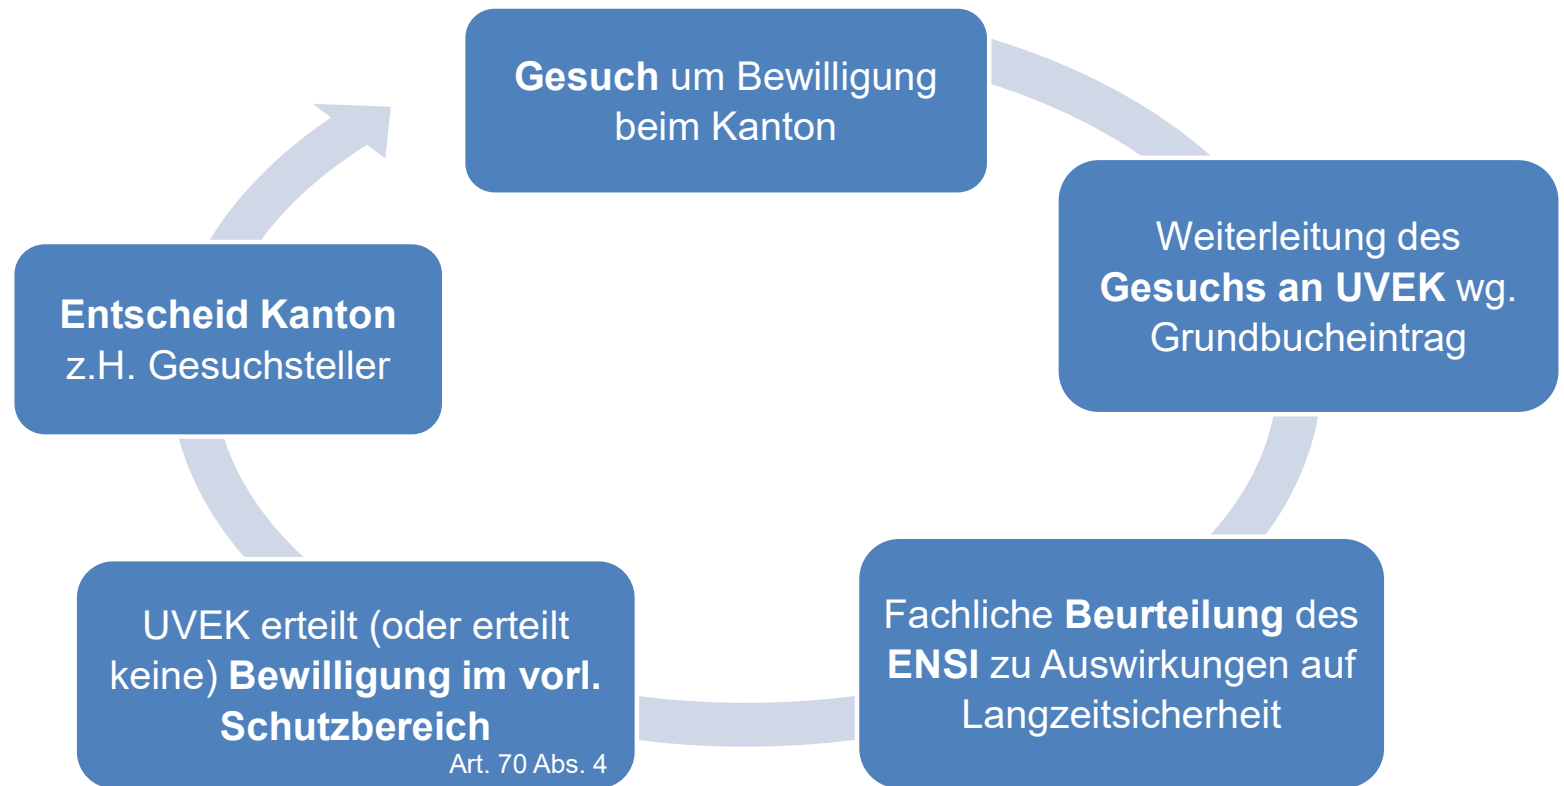 Gesuch um Bewilligung
beim Kanton
Weiterleitung des
Gesuchs an UVEK wg.
Grundbucheintrag
Fachliche Beurteilung des
ENSI zu Auswirkungen auf
Langzeitsicherheit
UVEK erteilt (oder erteilt
keine) Bewilligung im vorl.
Schutzbereich
Art. 70 Abs. 4
Entscheid Kanton
z.H. Gesuchsteller